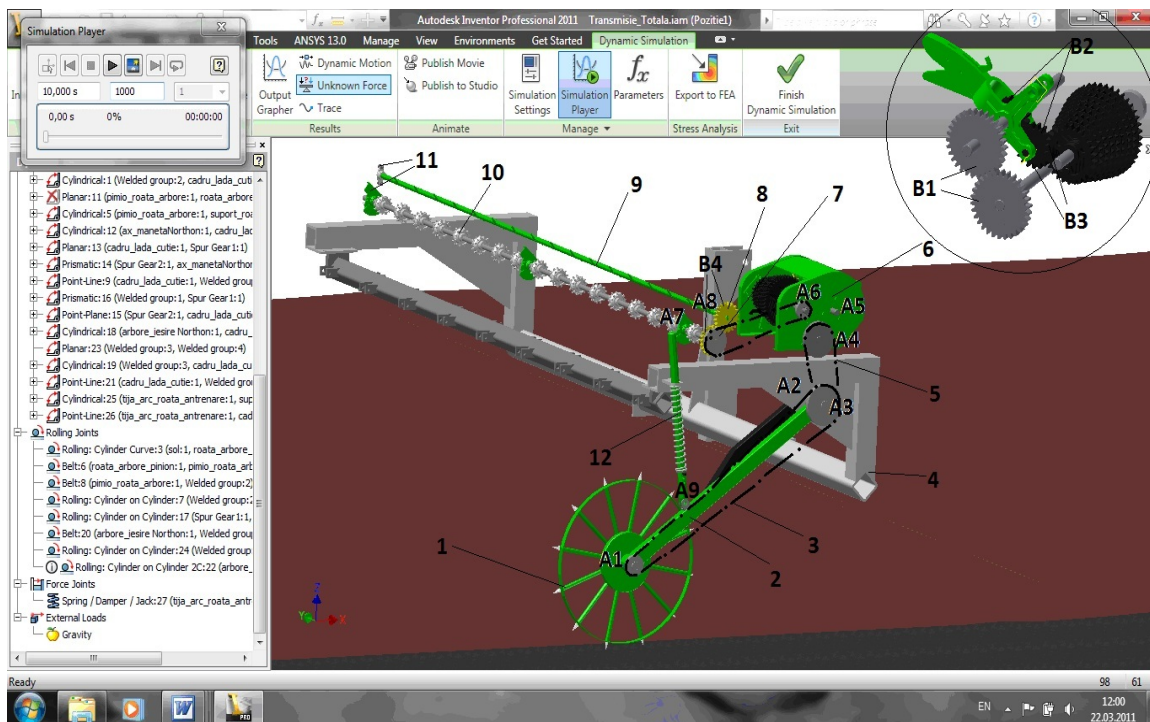 Autodesk Inventor Professional 2011 Transmisie_Totala.iam (Pozitie1)
Simulation Player
10,000 s 1000 1
0,00 s 0% 00:00:00
Tools ANSYS 13.0 Manage View Environments Get Started Dynamic Simulation
Output
Grapher
Dynamic Motion
Unknown Force
Trace
Results
Publish Movie
Publish to Studio
Animate
Simulation
Settings
Simulation
Player
Parameters
Manage
Export to FEA
Stress Analysis
Finish
Dynamic Simulation
Exit
Cylindrical:1 (Welded group:2, cadru_lada_cuti
Planar:11 (pimio_roata_arbore:1, roata_arbore
Cylindrical:5 (pimio_roata_arbore:1, suport_roa
Cylindrical:12 (ax_manetaNorthon:1, cadru_lac
Planar:13 (cadru_lada_cutie:1, Spur Gear1:1)
Prismatic:14 (Spur Gear2:1, ax_manetaNorthor
Point-Line:9 (cadru_lada_cutie:1, Welded group
Prismatic:16 (Welded group:1, Spur Gear1:1)
Point-Plane:15 (Spur Gear2:1, cadru_lada_cuti
Cylindrical:18 (arbore_iesire Northon:1, cadru_
Planar:23 (Welded group:3, Welded group:4)
Cylindrical:19 (Welded group:3, cadru_lada_cuti
Point-Line:21 (cadru_lada_cutie:1, Welded grou
Cylindrical:25 (tija_arc_roata_antrenare:1, sup
Point-Line:26 (tija_arc_roata_antrenare:1, cad
Rolling Joints
Rolling: Cylinder Curve:3 (sol:1, roata_arbore_
Belt:6 (roata_arbore_pinion:1, pimio_roata_arb
Belt:8 (pimio_roata_arbore:1, Welded group:2)
Rolling: Cylinder on Cylinder:7 (Welded group:2
Rolling: Cylinder on Cylinder:17 (Spur Gear1:1,
Belt:20 (arbore_iesire Northon:1, Welded group
Rolling: Cylinder on Cylinder:24 (Welded group
Rolling: Cylinder on Cylinder 2C:22 (arbore_
Force Joints
Spring / Damper / Jack:27 (tija_arc_roata_antr
External Loads
Gravity
B2
B1
B3
11
10
9
8
7
6
B4
A8
A6
A5
A7
A4
5
A2
A3
12
4
A9
3
2
1
A1
Z
Y
X
Ready 98 61
EN 12:00
22.03.2011